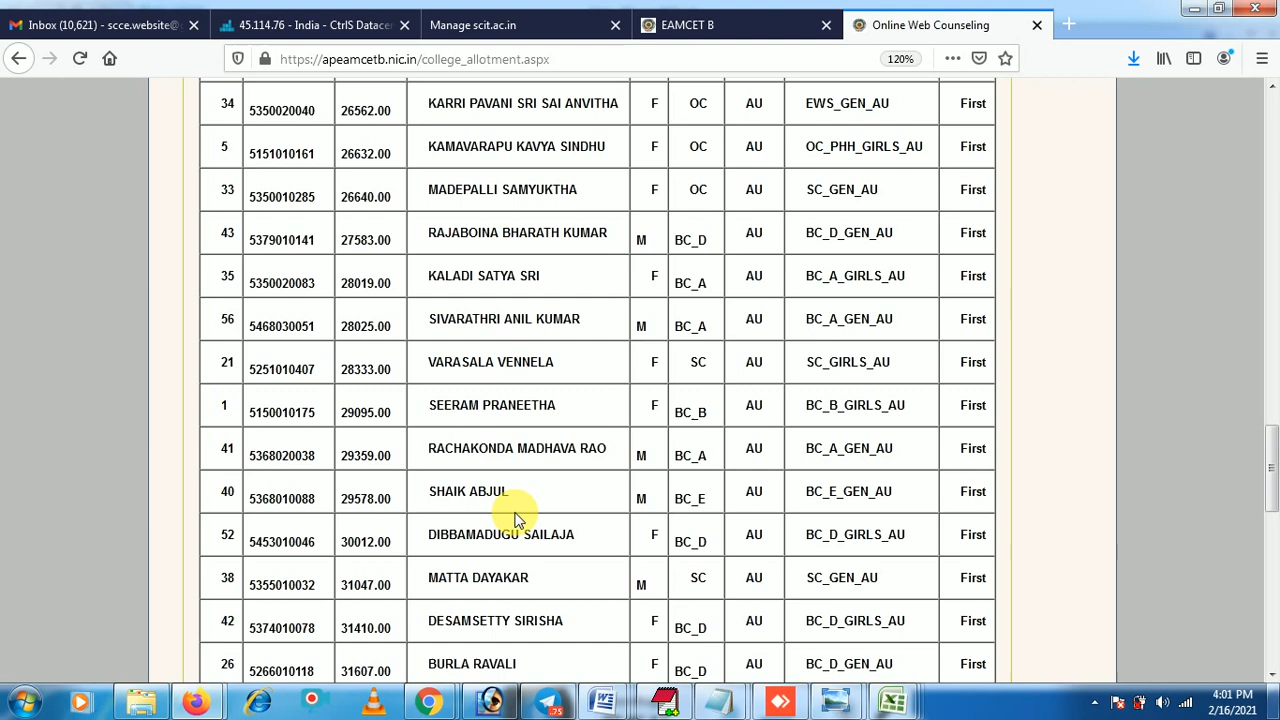 Inbox (10,621) - scce.website@
45.114.76 - India - CtrlS Datacen
Manage scit.ac.in
EAMCET B
Online Web Counseling
https://apeamcetb.nic.in/college_allotment.aspx
120%
34 5350020040 26562.00 KARRI PAVANI SRI SAI ANVITHA F OC AU EWS_GEN_AU First
5 5151010161 26632.00 KAMAVARAPU KAVYA SINDHU F OC AU OC_PHH_GIRLS_AU First
33 5350010285 26640.00 MADEPALLI SAMYUKTHA F OC AU SC_GEN_AU First
43 5379010141 27583.00 RAJABOINA BHARATH KUMAR M BC_D AU BC_D_GEN_AU First
35 5350020083 28019.00 KALADI SATYA SRI F BC_A AU BC_A_GIRLS_AU First
56 5468030051 28025.00 SIVARATHRI ANIL KUMAR M BC_A AU BC_A_GEN_AU First
21 5251010407 28333.00 VARASALA VENNELA F SC AU SC_GIRLS_AU First
1 5150010175 29095.00 SEERAM PRANEETHA F BC_B AU BC_B_GIRLS_AU First
41 5368020038 29359.00 RACHAKONDA MADHAVA RAO M BC_A AU BC_A_GEN_AU First
40 5368010088 29578.00 SHAIK ABJUL M BC_E AU BC_E_GEN_AU First
52 5453010046 30012.00 DIBBAMADUGU SAILAJA F BC_D AU BC_D_GIRLS_AU First
38 5355010032 31047.00 MATTA DAYAKAR M SC AU SC_GEN_AU First
42 5374010078 31410.00 DESAMSETTY SIRISHA F BC_D AU BC_D_GIRLS_AU First
26 5266010118 31607.00 BURLA RAVALI F BC_D AU BC_D_GEN_AU First
.75
4:01 PM
2/16/2021